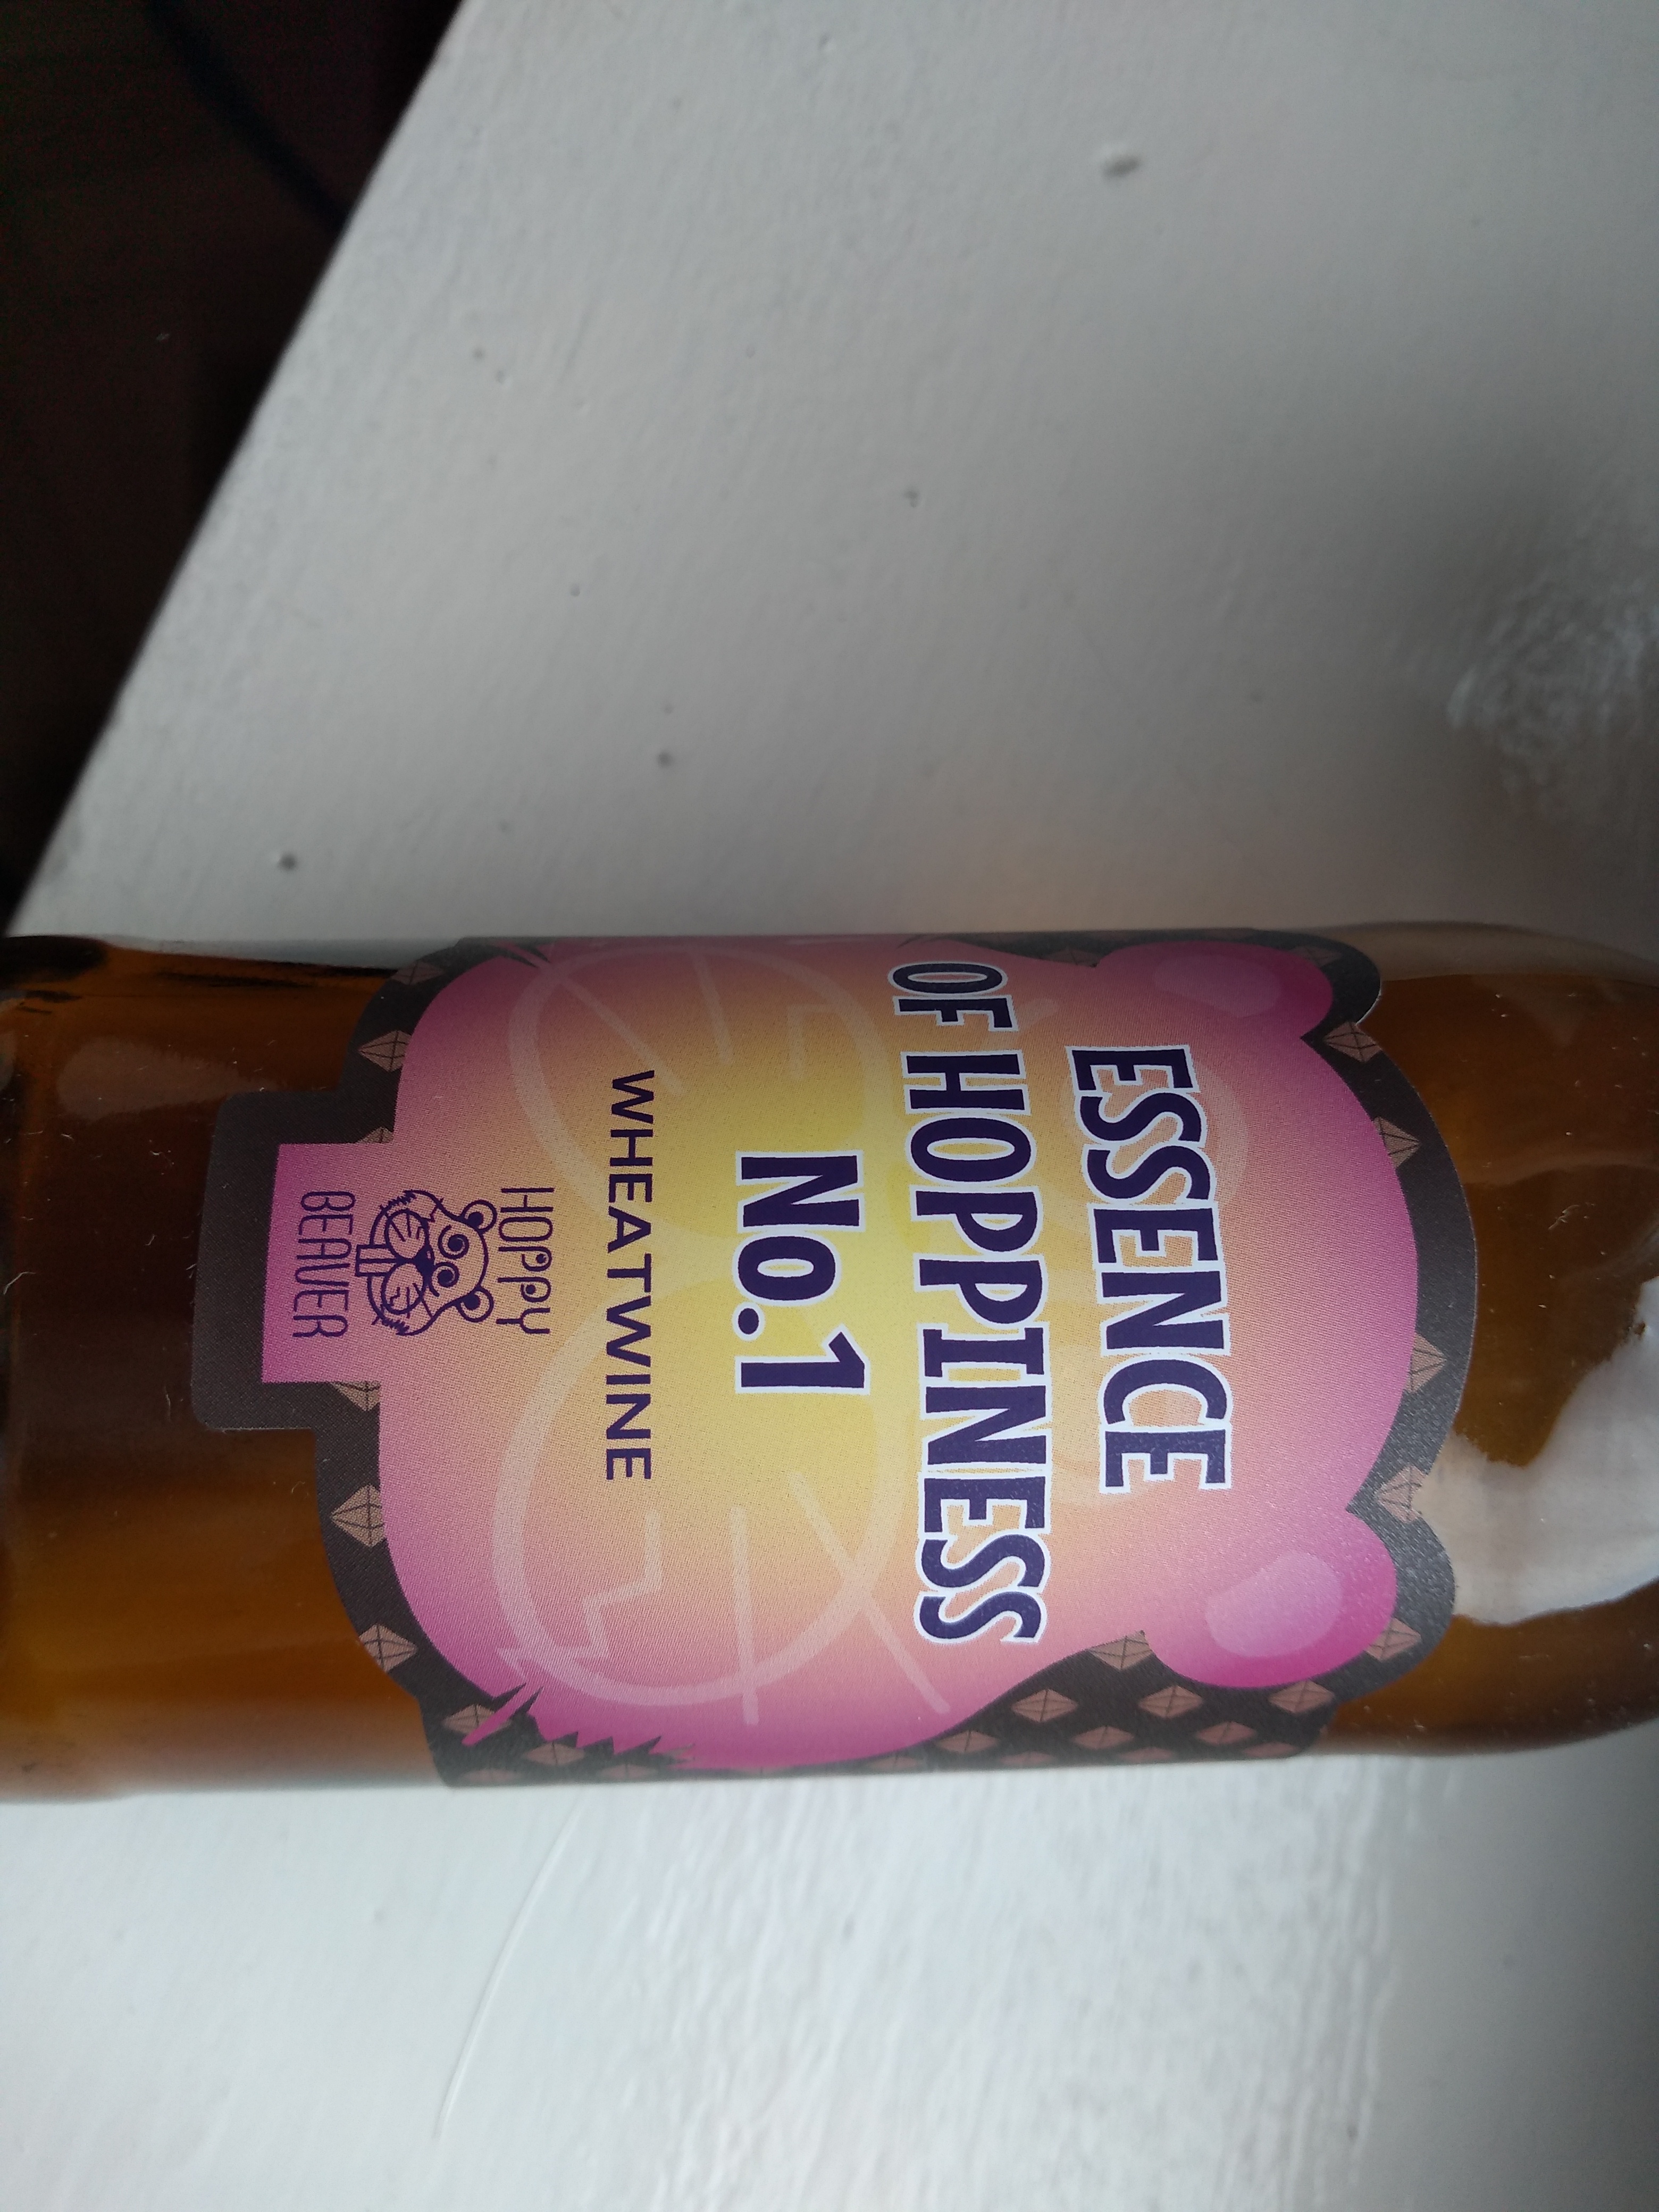 ESSENCE
OF HOPPINESS
No.1
WHEATWINE
HOPPY
BEAVER